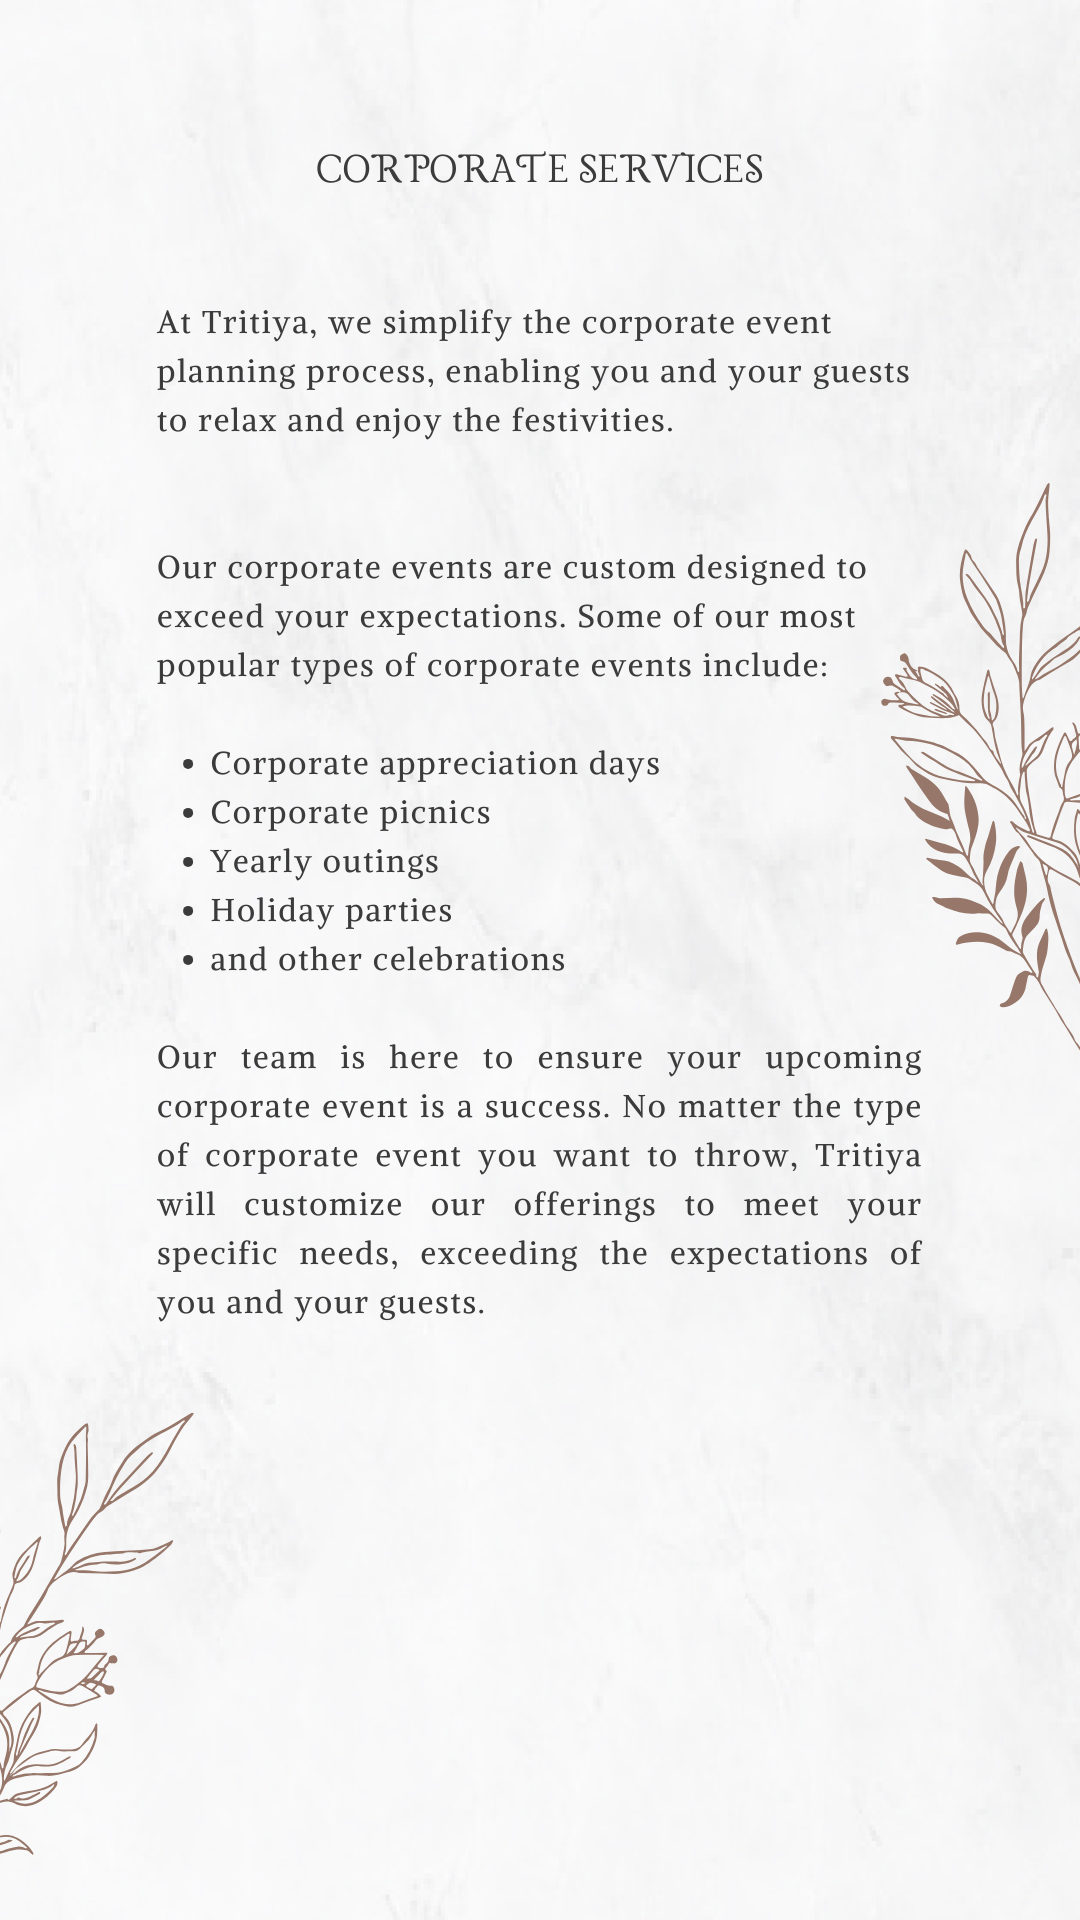 CORPORATE SERVICES
At Tritiya, we simplify the corporate event
planning process, enabling you and your guests
to relax and enjoy the festivities.
Our corporate events are custom designed to
exceed your expectations. Some of our most
popular types of corporate events include:
• Corporate appreciation days
• Corporate picnics
• Yearly outings
• Holiday parties
• and other celebrations
Our team is here to ensure your upcoming
corporate event is a success. No matter the type
of corporate event you want to throw, Tritiya
will customize our offerings to meet your
specific needs, exceeding the expectations of
you and your guests.